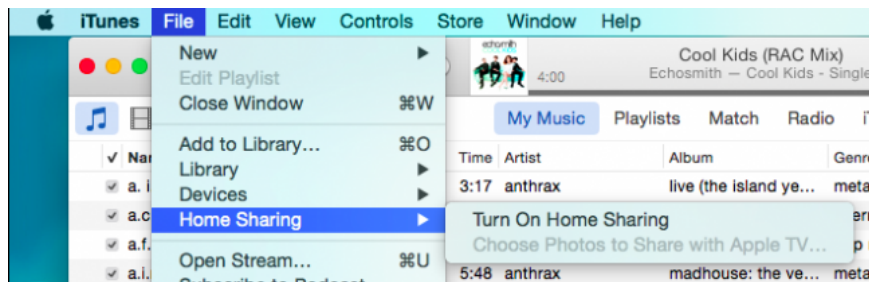 iTunes File Edit View Controls Store Window Help
New
Edit Playlist
Close Window ⌘W
Add to Library... ⌘O
Library
Devices
Home Sharing
Open Stream... ⌘U
Turn On Home Sharing
Choose Photos to Share with Apple TV...
echosmith
4:00
Cool Kids (RAC Mix)
Echosmith — Cool Kids - Single
My Music Playlists Match Radio
Time Artist Album
3:17 anthrax live (the island ye...
5:48 anthrax madhouse: the ve...
a. i
a.c
a.f.
a.i.